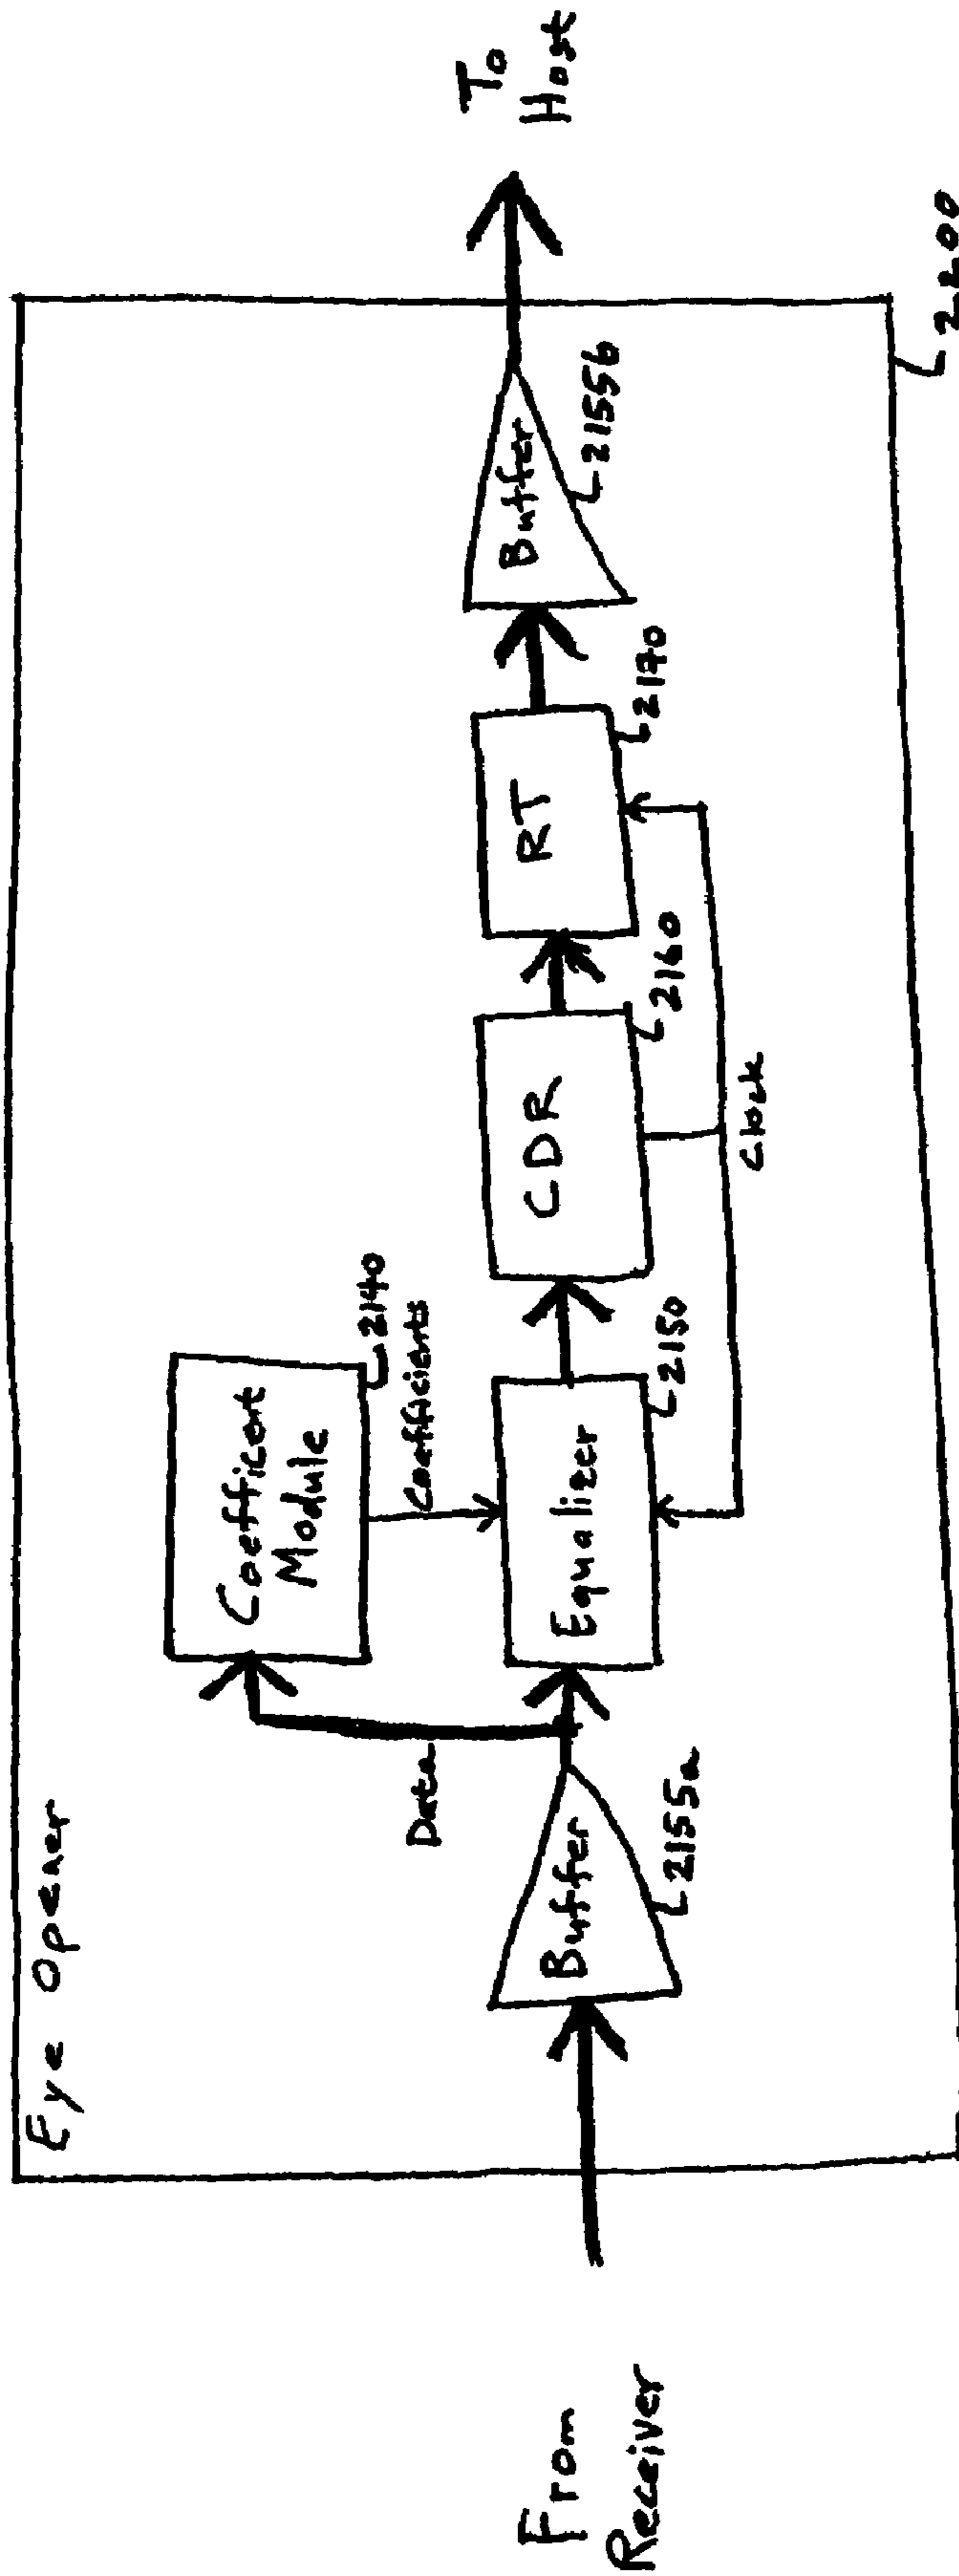 Eye Opener
From
Receiver
Buffer
2155a
Data
Coefficent
Module
2140
Coefficients
Equalizer
2150
CDR
2160
Clock
RT
2170
Buffer
2155b
To
Host
2200